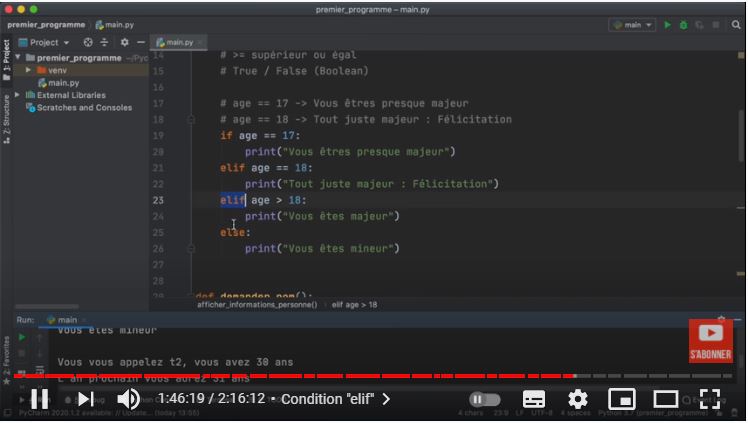 premier_programme – main.py
premier_programme main.py
main
Project
main.py
1: Project
premier_programme ~/Pyc
venv
main.py
External Libraries
Scratches and Consoles
Z: Structure
14 # >= supérieur ou égal
15 # True / False (Boolean)
16
17 # age == 17 -> Vous êtres presque majeur
18 # age == 18 -> Tout juste majeur : Félicitation
19 if age == 17:
20 print("Vous êtres presque majeur")
21 elif age == 18:
22 print("Tout juste majeur : Félicitation")
23 elif age > 18:
24 print("Vous êtes majeur")
25 else:
26 print("Vous êtes mineur")
27
28
29 def demander_nom():
afficher_informations_personne() › elif age > 18
Run: main
Vous êtes mineur
Vous vous appelez t2, vous avez 30 ans
L'an prochain vous aurez 31 ans
2: Favorites
S'ABONNER
1:46:19 / 2:16:12 • Condition "elif"
PyCharm 2020.1.2 available: // Update... (today 13:55)
4 chars 23:9 LF UTF-8 4 spaces Python 3.7 (premier_programme)